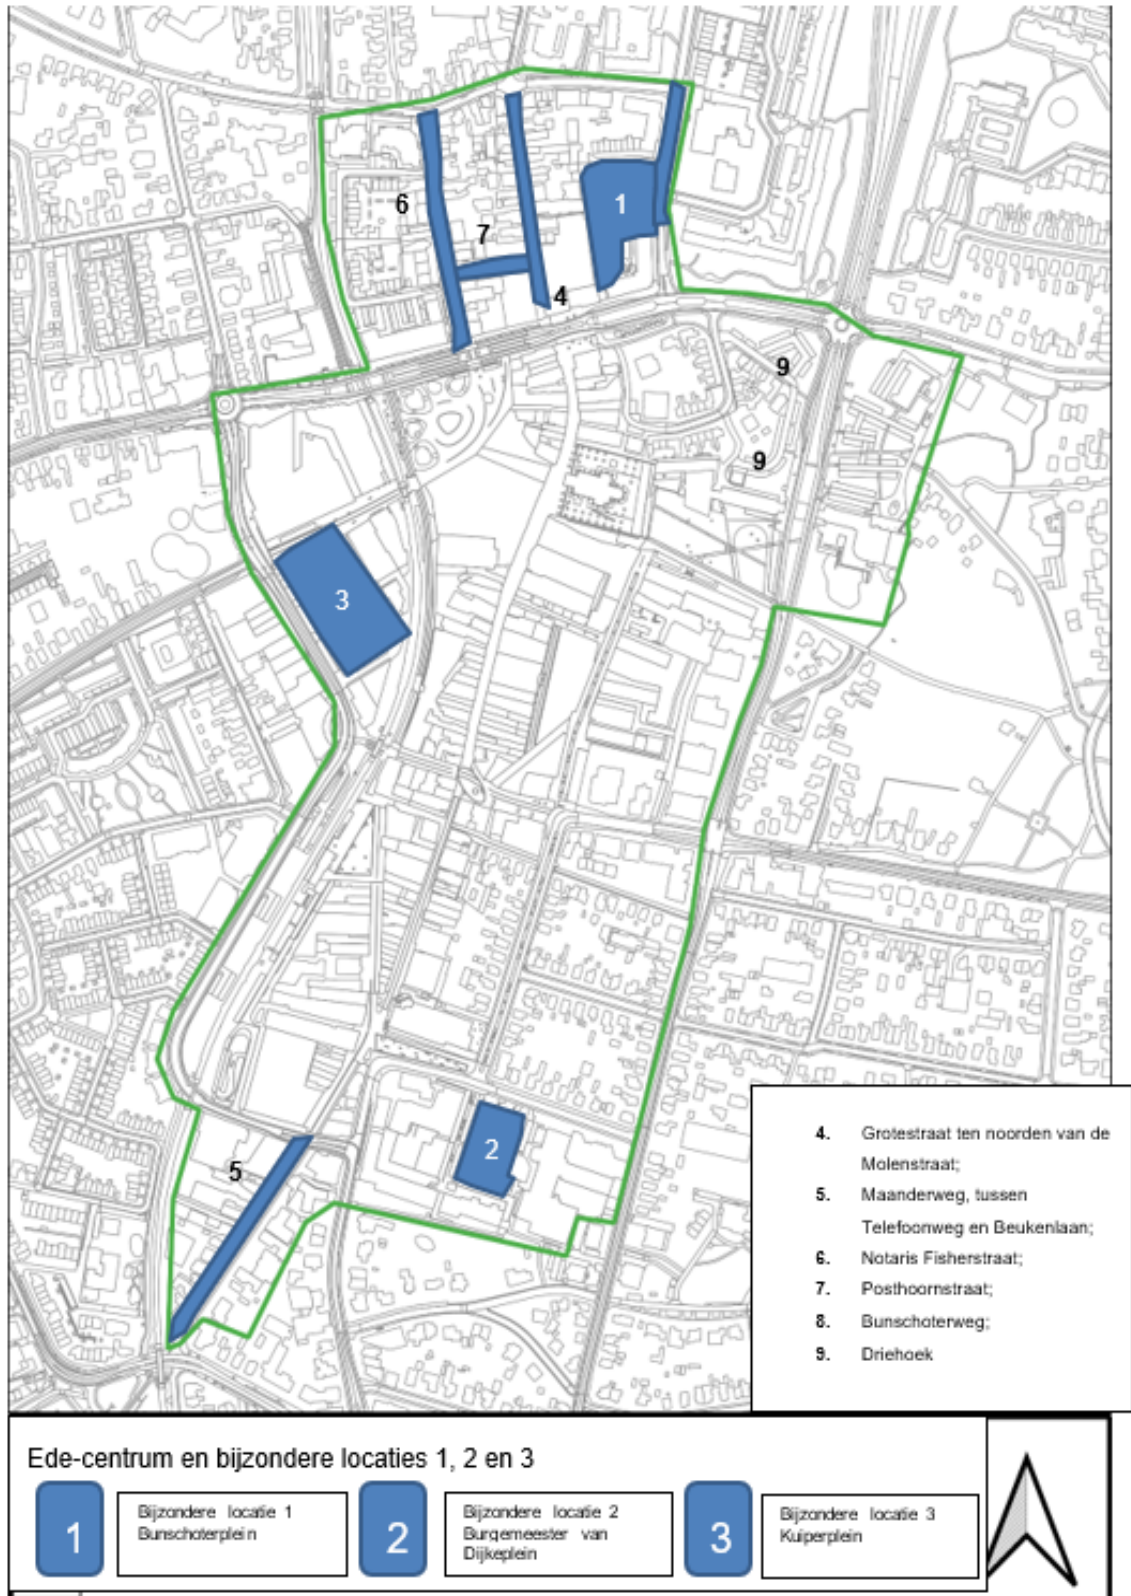 6
7
1
4
9
9
3
5
2
4. Grotestraat ten noorden van de
Molenstraat;
5. Maanderweg, tussen
Telefoonweg en Beukenlaan;
6. Notaris Fisherstraat;
7. Posthoornstraat;
8. Bunschoterweg;
9. Driehoek
Ede-centrum en bijzondere locaties 1, 2 en 3
1
Bijzondere locatie 1
Bunschoterplein
2
Bijzondere locatie 2
Burgemeester van
Dijkeplein
3
Bijzondere locatie 3
Kuiperplein